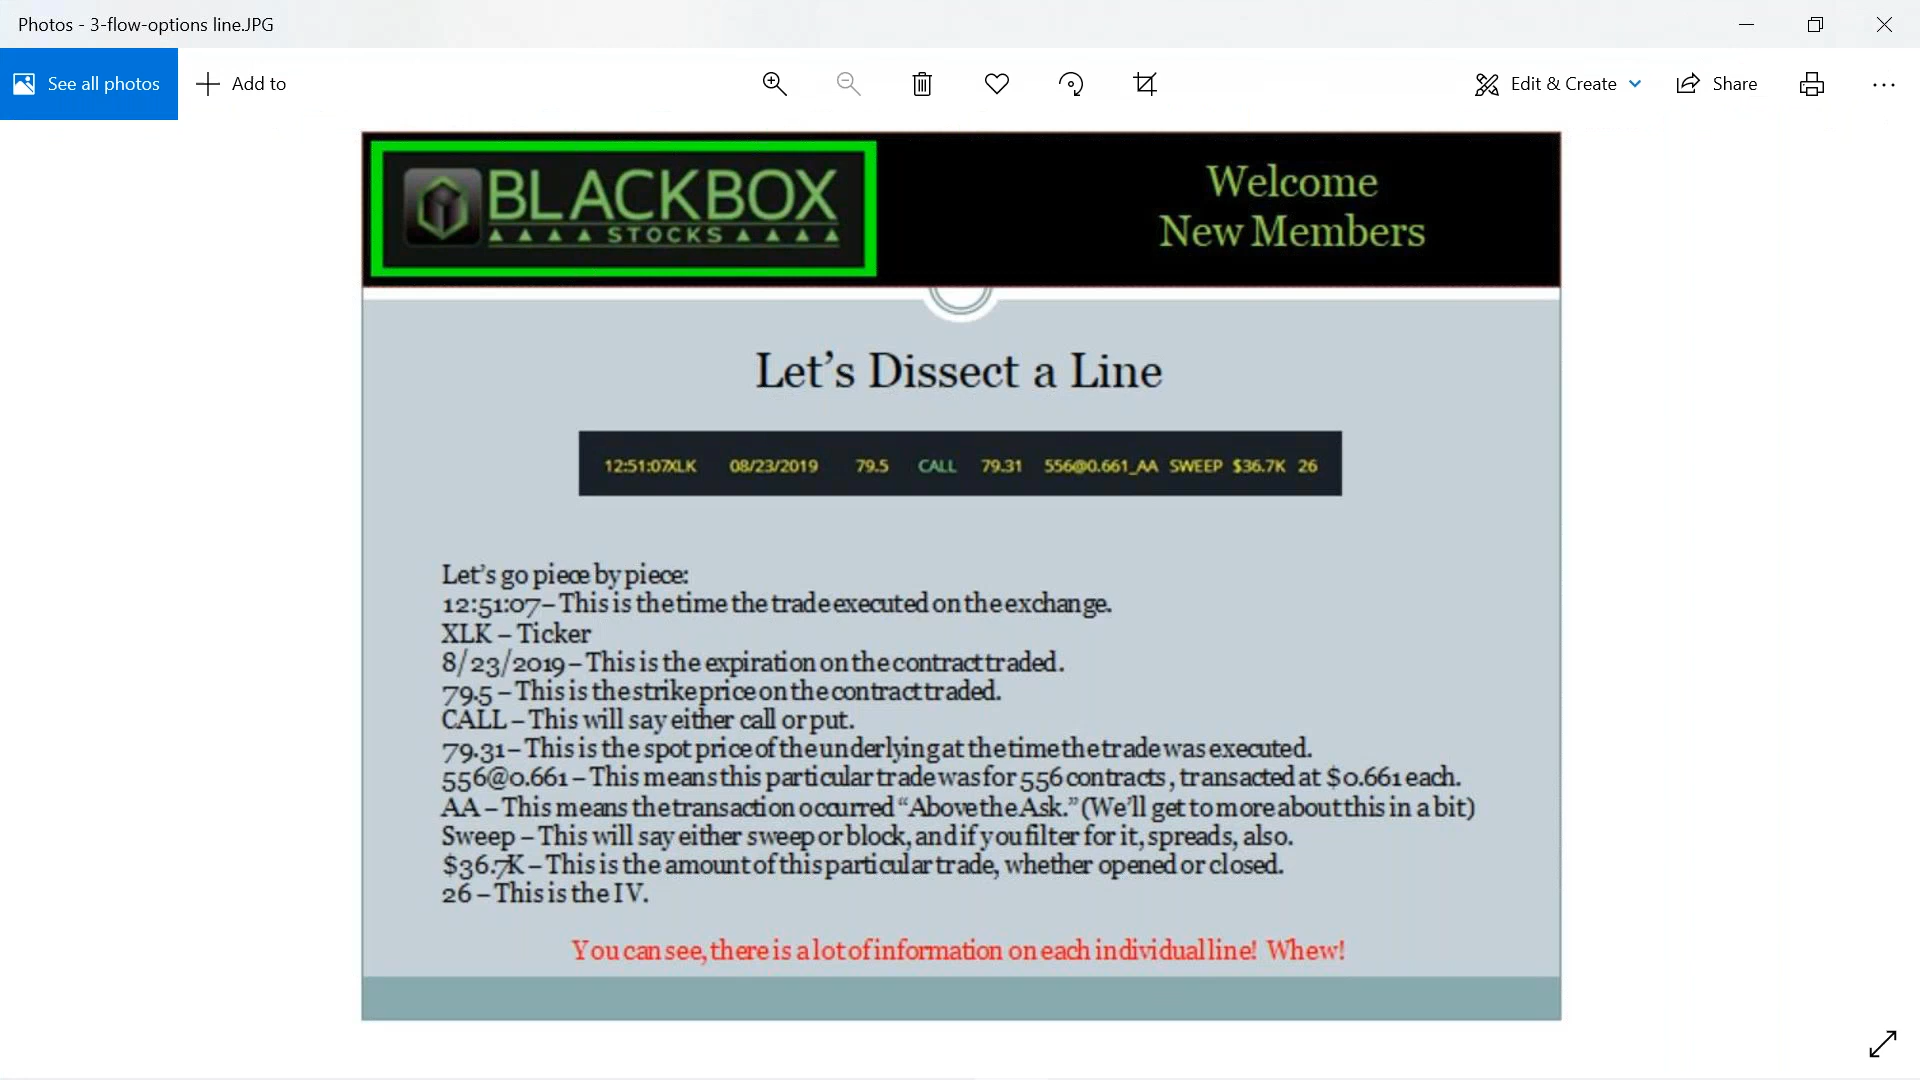 Photos - 3-flow-options line.JPG
See all photos
Add to
Edit & Create
Share
BLACKBOX
STOCKS
Welcome
New Members
Let's Dissect a Line
12:51:07XLK 08/23/2019 79.5 CALL 79.31 556@0.661_AA SWEEP $36.7K 26
Let's go piece by piece:
12:51:07 – This is the time the trade executed on the exchange.
XLK – Ticker
8/23/2019 – This is the expiration on the contract traded.
79.5 – This is the strike price on the contract traded.
CALL – This will say either call or put.
79.31 – This is the spot price of the underlying at the time the trade was executed.
556@0.661 – This means this particular trade was for 556 contracts, transacted at $0.661 each.
AA – This means the transaction occurred “Above the Ask.” (We'll get to more about this in a bit)
Sweep – This will say either sweep or block, and if you filter for it, spreads, also.
$36.7K – This is the amount of this particular trade, whether opened or closed.
26 – This is the IV.
You can see, there is a lot of information on each individual line! Whew!